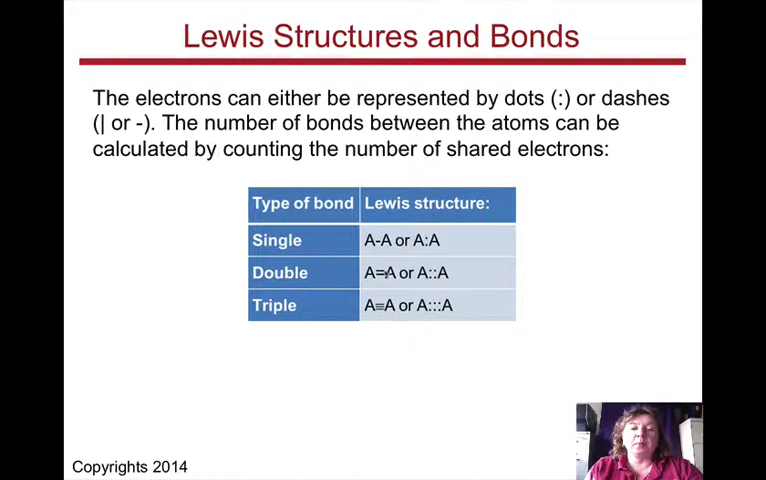 Lewis Structures and Bonds
The electrons can either be represented by dots (:) or dashes
(| or -). The number of bonds between the atoms can be
calculated by counting the number of shared electrons:
Type of bond Lewis structure:
Single A-A or A:A
Double A=A or A::A
Triple A≡A or A:::A
Copyrights 2014